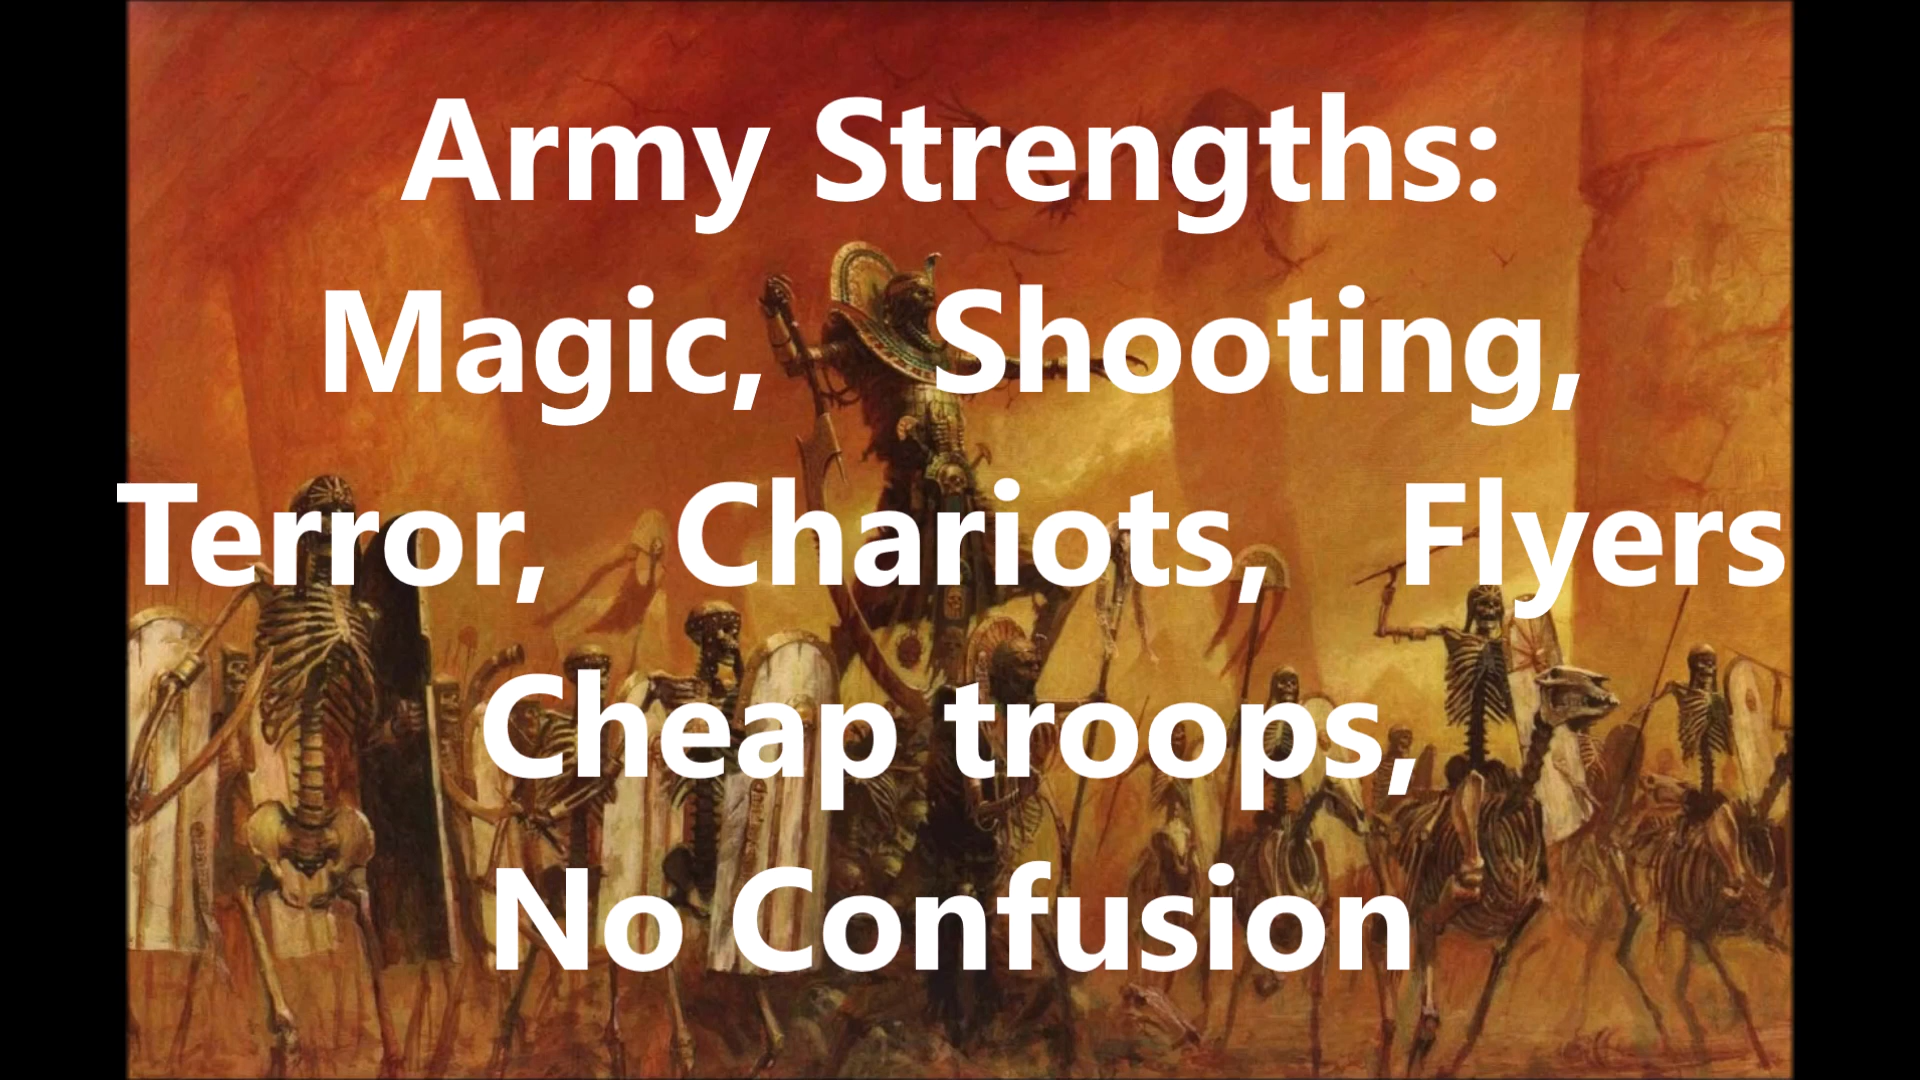 Army Strengths:
Magic, Shooting,
Terror, Chariots, Flyers
Cheap troops,
No Confusion